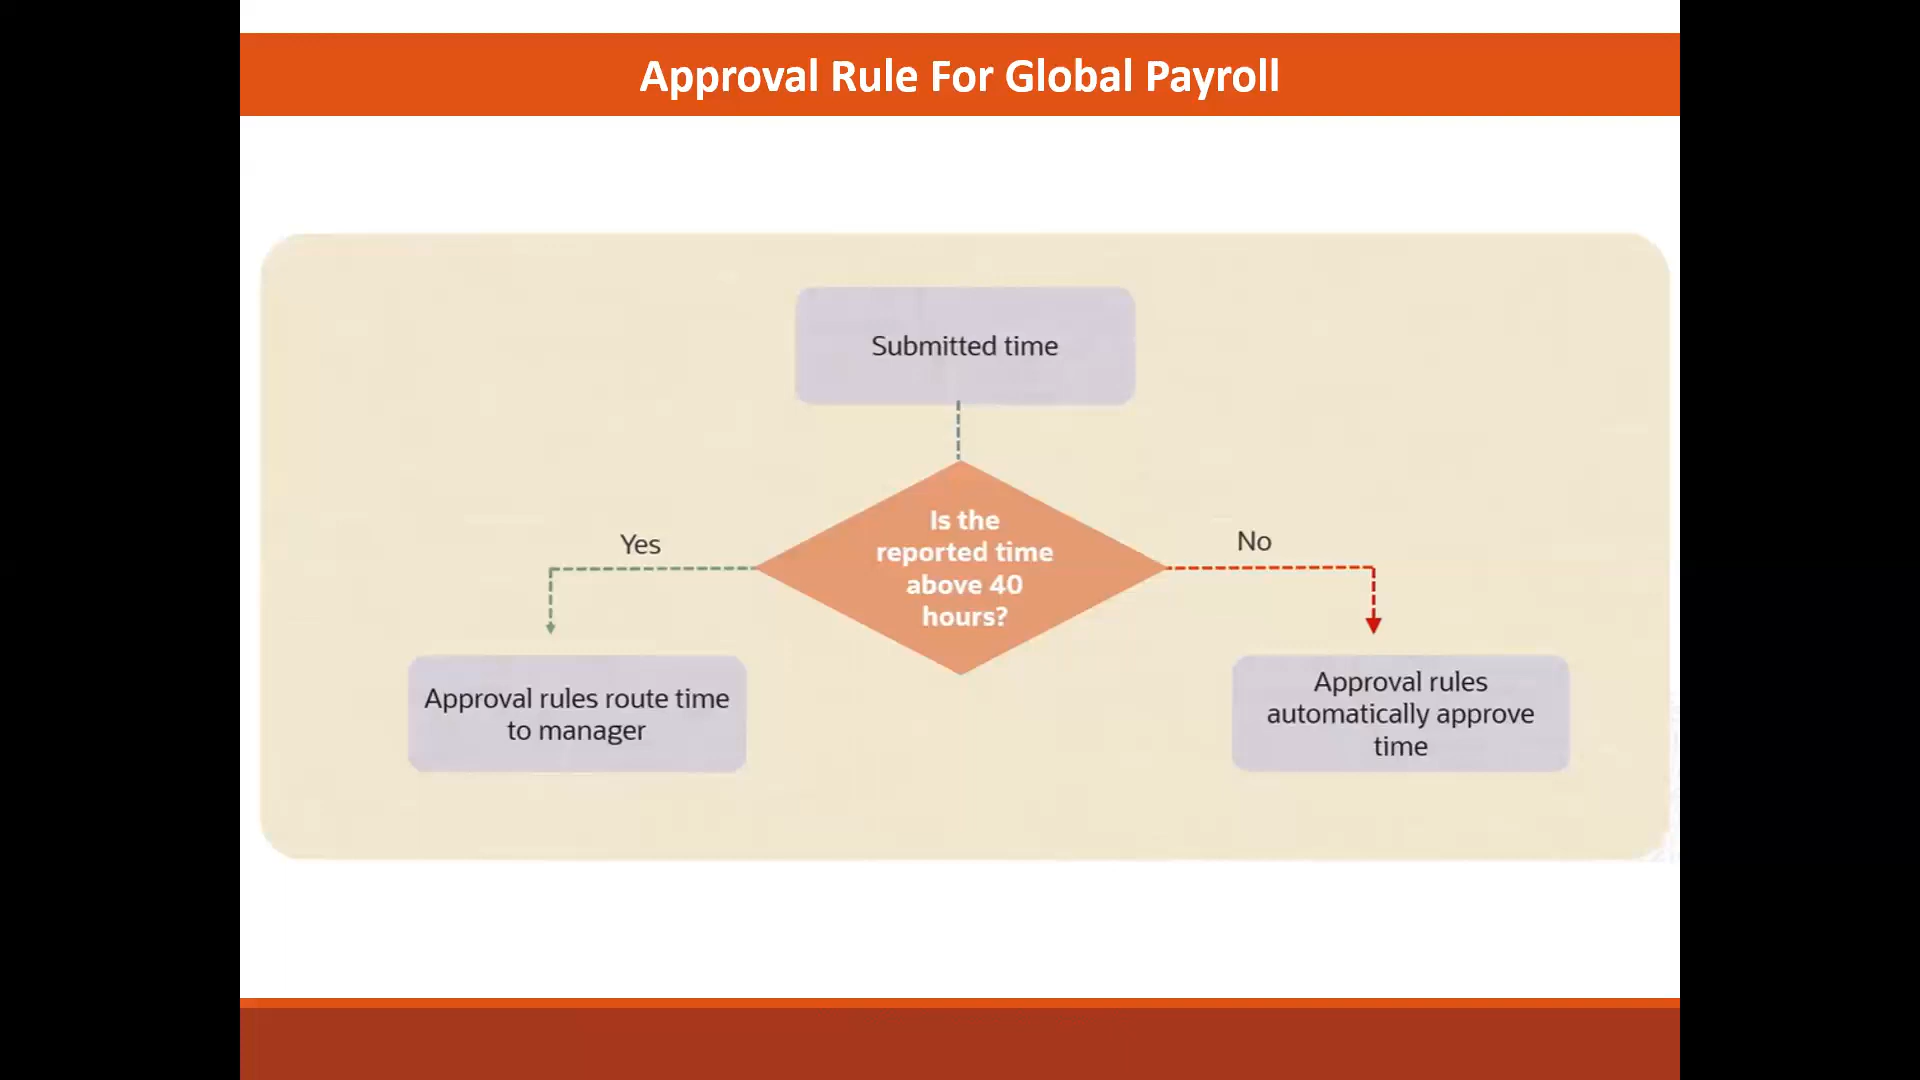 Approval Rule For Global Payroll
Submitted time
Is the
reported time
above 40
hours?
Yes
No
Approval rules route time
to manager
Approval rules
automatically approve
time